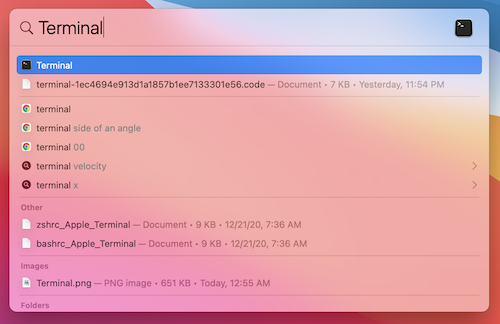 Terminal
Terminal
terminal-1ec4694e913d1a1857b1ee7133301e56.code — Document • 7 KB • Yesterday, 11:54 PM
terminal
terminal side of an angle
terminal 00
terminal velocity
terminal x
Other
zshrc_Apple_Terminal — Document • 9 KB • 12/21/20, 7:36 AM
bashrc_Apple_Terminal — Document • 9 KB • 12/21/20, 7:36 AM
Images
Terminal.png — PNG image • 651 KB • Today, 12:55 AM
Folders